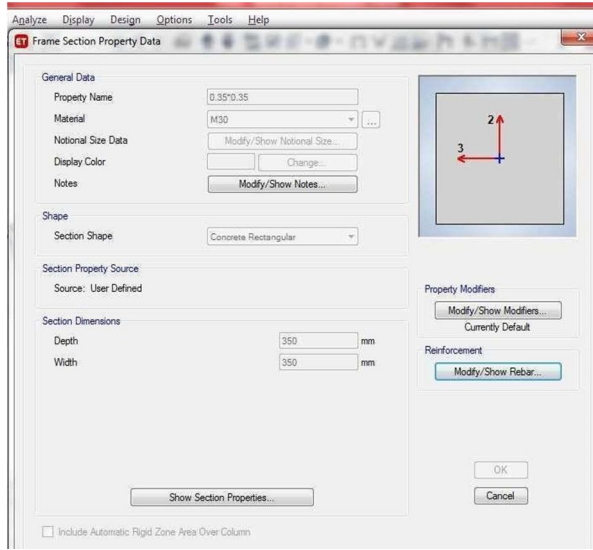 Analyze Display Design Options Tools Help
ET Frame Section Property Data
General Data
Property Name 0.35*0.35
Material M30 ...
Notional Size Data Modify/Show Notional Size...
Display Color Change...
Notes Modify/Show Notes...
Shape
Section Shape Concrete Rectangular
Section Property Source
Source: User Defined
Section Dimensions
Depth 350 mm
Width 350 mm
Show Section Properties...
Include Automatic Rigid Zone Area Over Column
2
3
Property Modifiers
Modify/Show Modifiers...
Currently Default
Reinforcement
Modify/Show Rebar...
OK
Cancel